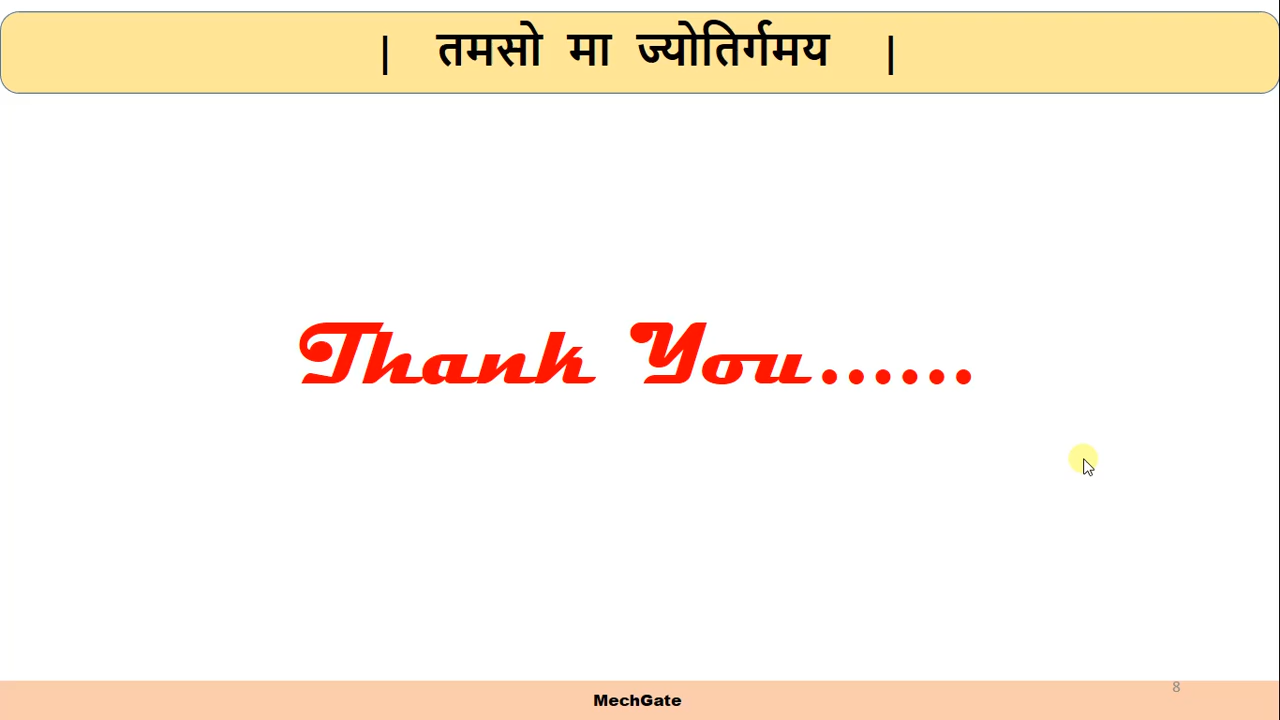 | तमसो मा ज्योतिर्गमय |
Thank You......
8
MechGate